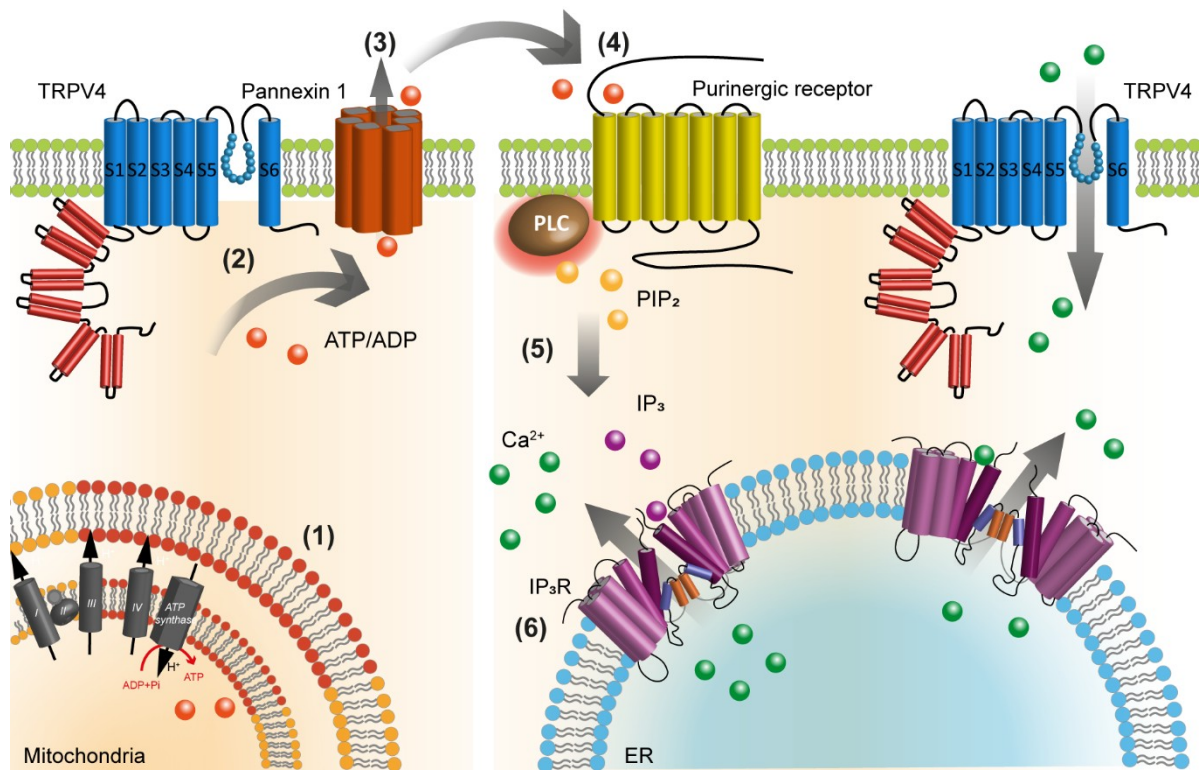 (3)
(4)
TRPV4
Pannexin 1
Purinergic receptor
TRPV4
S1 S2 S3 S4 S5 S6
S1 S2 S3 S4 S5 S6
PLC
(2)
PIP₂
ATP/ADP
(5)
IP₃
Ca²⁺
(1)
H⁺
I II III IV ATP
synthase
IP₃R
(6)
H⁺
ADP+Pi ATP
Mitochondria
ER